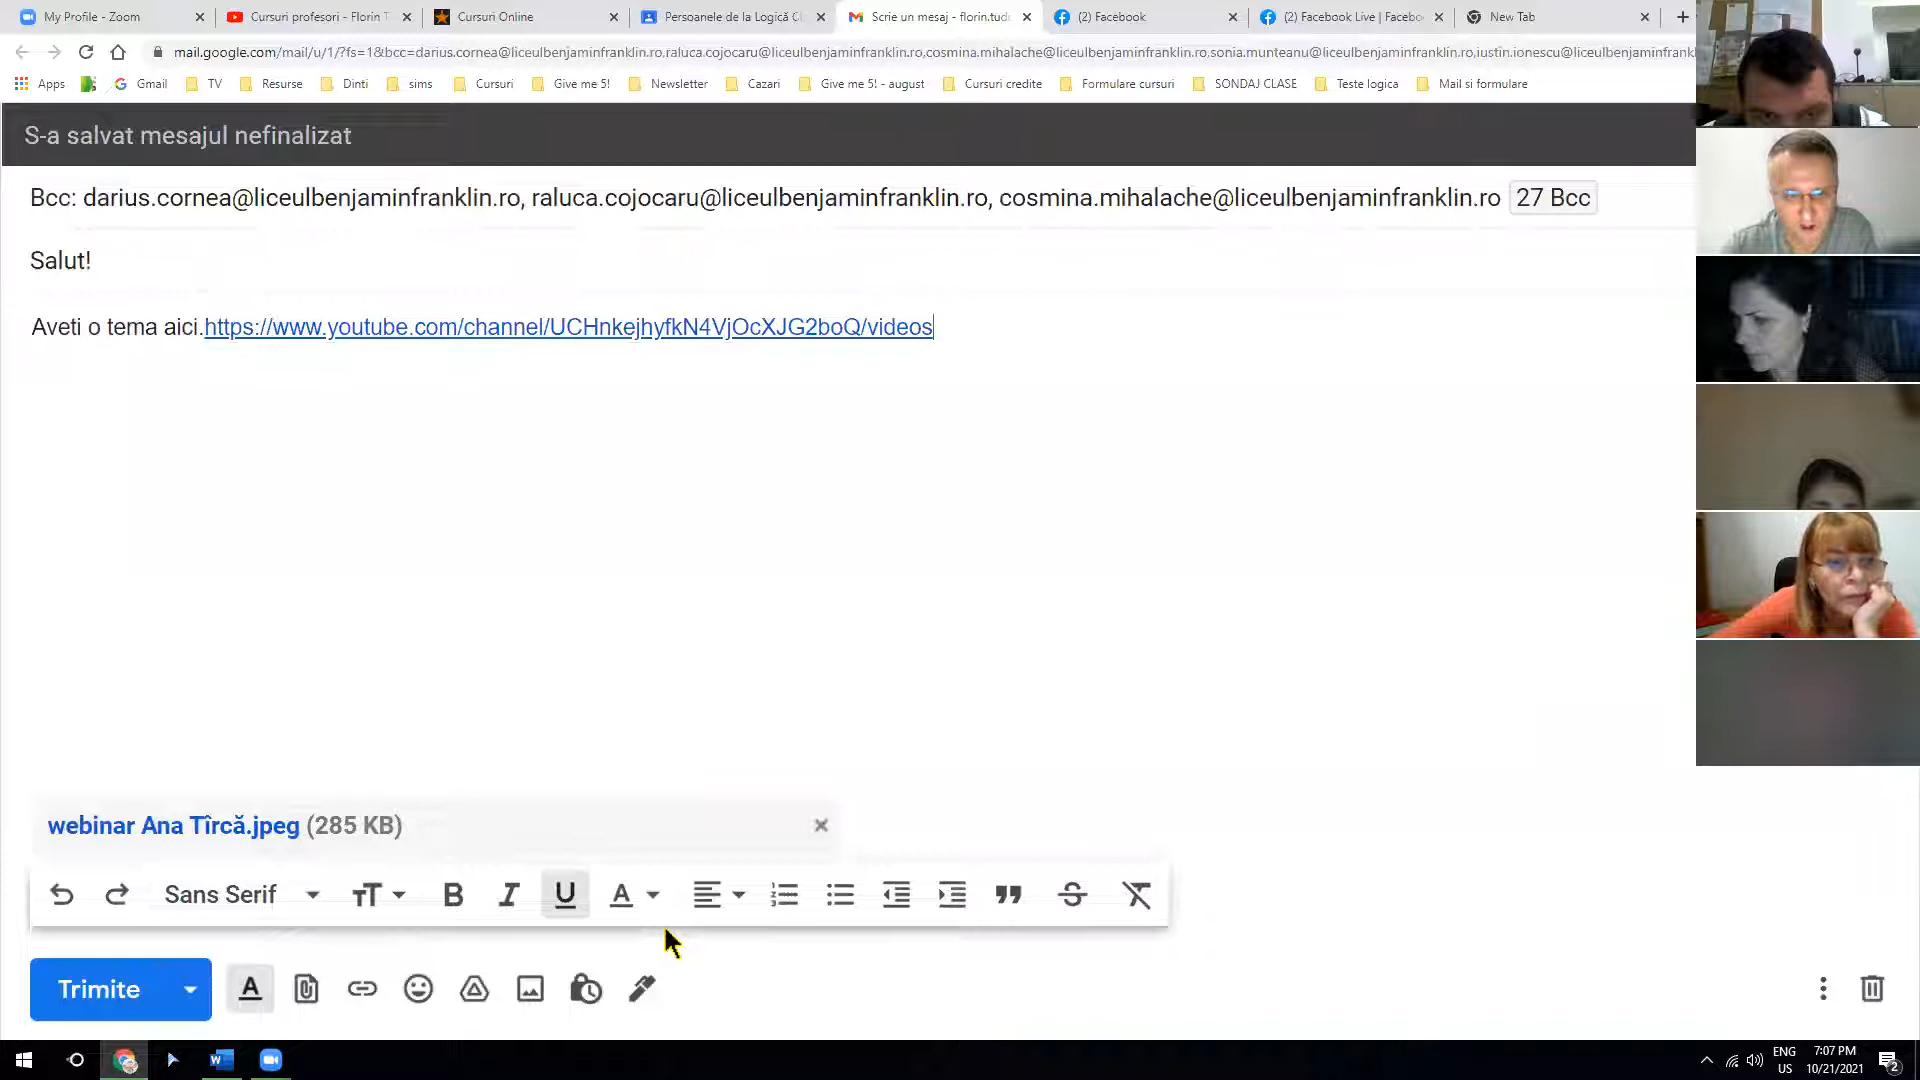 My Profile - Zoom
Cursuri profesori - Florin T
Cursuri Online
Persoanele de la Logică Cl
Scrie un mesaj - florin.tud
(2) Facebook
(2) Facebook Live | Facebo
New Tab
mail.google.com/mail/u/1/?fs=1&bcc=darius.cornea@liceulbenjaminfranklin.ro,raluca.cojocaru@liceulbenjaminfranklin.ro,cosmina.mihalache@liceulbenjaminfranklin.ro,sonia.munteanu@liceulbenjaminfranklin.ro,iustin.ionescu@liceulbenjaminfrankl
Apps Gmail TV Resurse Dinti sims Cursuri Give me 5! Newsletter Cazari Give me 5! - august Cursuri credite Formulare cursuri SONDAJ CLASE Teste logica Mail si formulare
S-a salvat mesajul nefinalizat
Bcc: darius.cornea@liceulbenjaminfranklin.ro, raluca.cojocaru@liceulbenjaminfranklin.ro, cosmina.mihalache@liceulbenjaminfranklin.ro 27 Bcc
Salut!
Aveti o tema aici.https://www.youtube.com/channel/UCHnkejhyfkN4VjOcXJG2boQ/videos
webinar Ana Tîrcă.jpeg (285 KB)
Sans Serif
Trimite
ENG
US
7:07 PM
10/21/2021
2